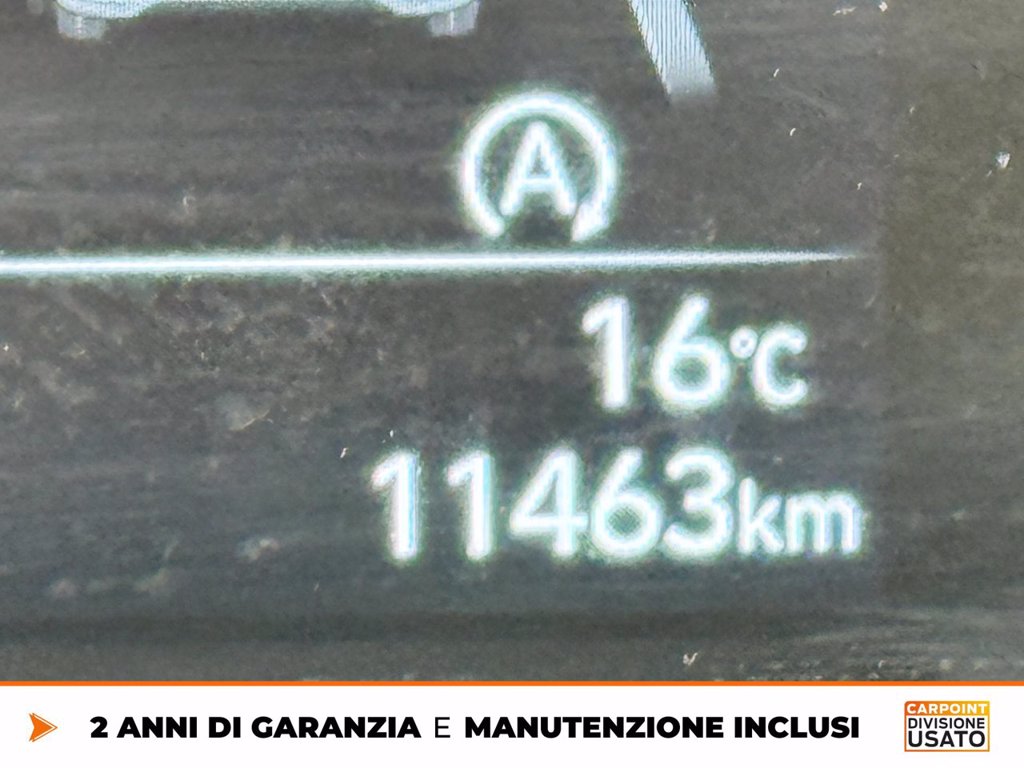 A
16°C
11463km
2 ANNI DI GARANZIA E MANUTENZIONE INCLUSI
CARPOINT
DIVISIONE
USATO